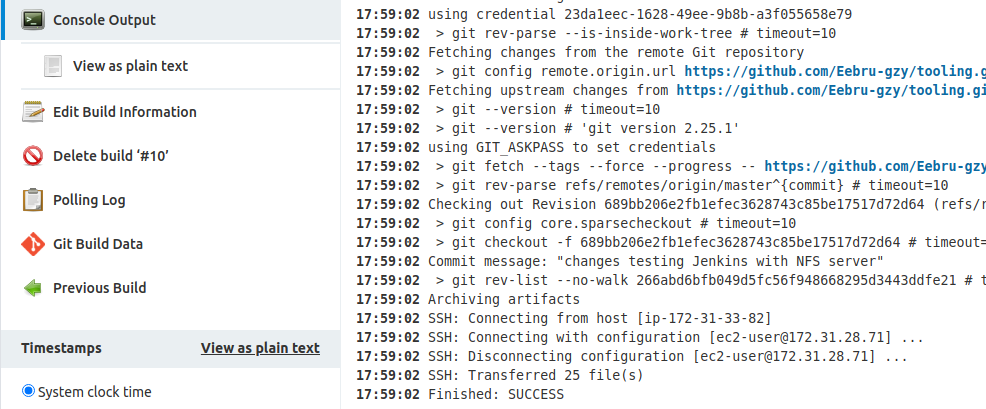 Console Output
View as plain text
Edit Build Information
Delete build ‘#10’
Polling Log
Git Build Data
Previous Build
Timestamps
View as plain text
System clock time
17:59:02 using credential 23da1eec-1628-49ee-9b8b-a3f055658e79
17:59:02  > git rev-parse --is-inside-work-tree # timeout=10
17:59:02 Fetching changes from the remote Git repository
17:59:02  > git config remote.origin.url https://github.com/Eebru-gzy/tooling.g
17:59:02 Fetching upstream changes from https://github.com/Eebru-gzy/tooling.gi
17:59:02  > git --version # timeout=10
17:59:02  > git --version # 'git version 2.25.1'
17:59:02 using GIT_ASKPASS to set credentials
17:59:02  > git fetch --tags --force --progress -- https://github.com/Eebru-gzy
17:59:02  > git rev-parse refs/remotes/origin/master^{commit} # timeout=10
17:59:02 Checking out Revision 689bb206e2fb1efec3628743c85be17517d72d64 (refs/r
17:59:02  > git config core.sparsecheckout # timeout=10
17:59:02  > git checkout -f 689bb206e2fb1efec3628743c85be17517d72d64 # timeout=
17:59:02 Commit message: "changes testing Jenkins with NFS server"
17:59:02  > git rev-list --no-walk 266abd6bfb049d5fc56f948668295d3443ddfe21 # t
17:59:02 Archiving artifacts
17:59:02 SSH: Connecting from host [ip-172-31-33-82]
17:59:02 SSH: Connecting with configuration [ec2-user@172.31.28.71] ...
17:59:02 SSH: Disconnecting configuration [ec2-user@172.31.28.71] ...
17:59:02 SSH: Transferred 25 file(s)
17:59:02 Finished: SUCCESS